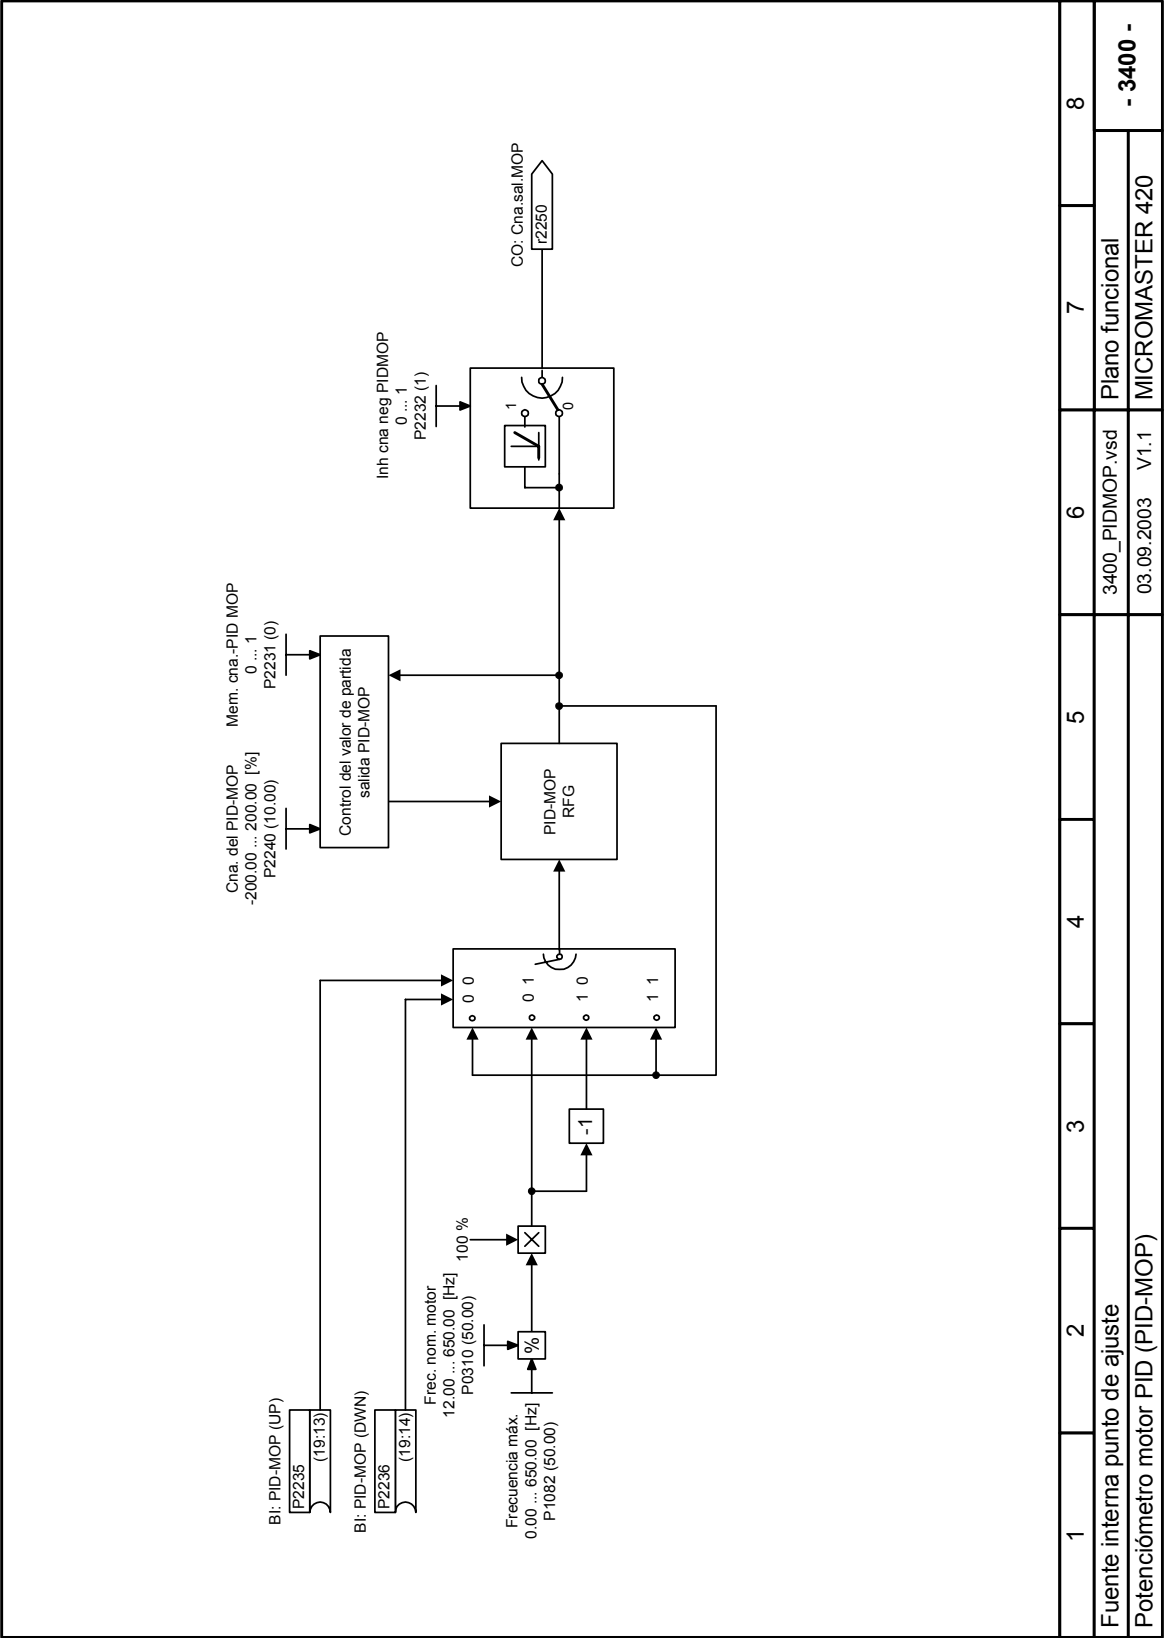 BI: PID-MOP (UP)
P2235
(19:13)
BI: PID-MOP (DWN)
P2236
(19:14)
Frecuencia máx.
0.00 ... 650.00 [Hz]
P1082 (50.00)
Frec. nom. motor
12.00 ... 650.00 [Hz]
P0310 (50.00)
%
100 %
-1
0 0
0 1
1 0
1 1
Cna. del PID-MOP
-200.00 ... 200.00 [%]
P2240 (10.00)
Mem. cna.-PID MOP
0 ... 1
P2231 (0)
Control del valor de partida
salida PID-MOP
PID-MOP
RFG
Inh cna neg PIDMOP
0 ... 1
P2232 (1)
1
0
CO: Cna.sal.MOP
r2250
1 2 3 4 5 6 7 8
Fuente interna punto de ajuste
Potenciómetro motor PID (PID-MOP)
3400_PIDMOP.vsd
03.09.2003 V1.1
Plano funcional
MICROMASTER 420
- 3400 -